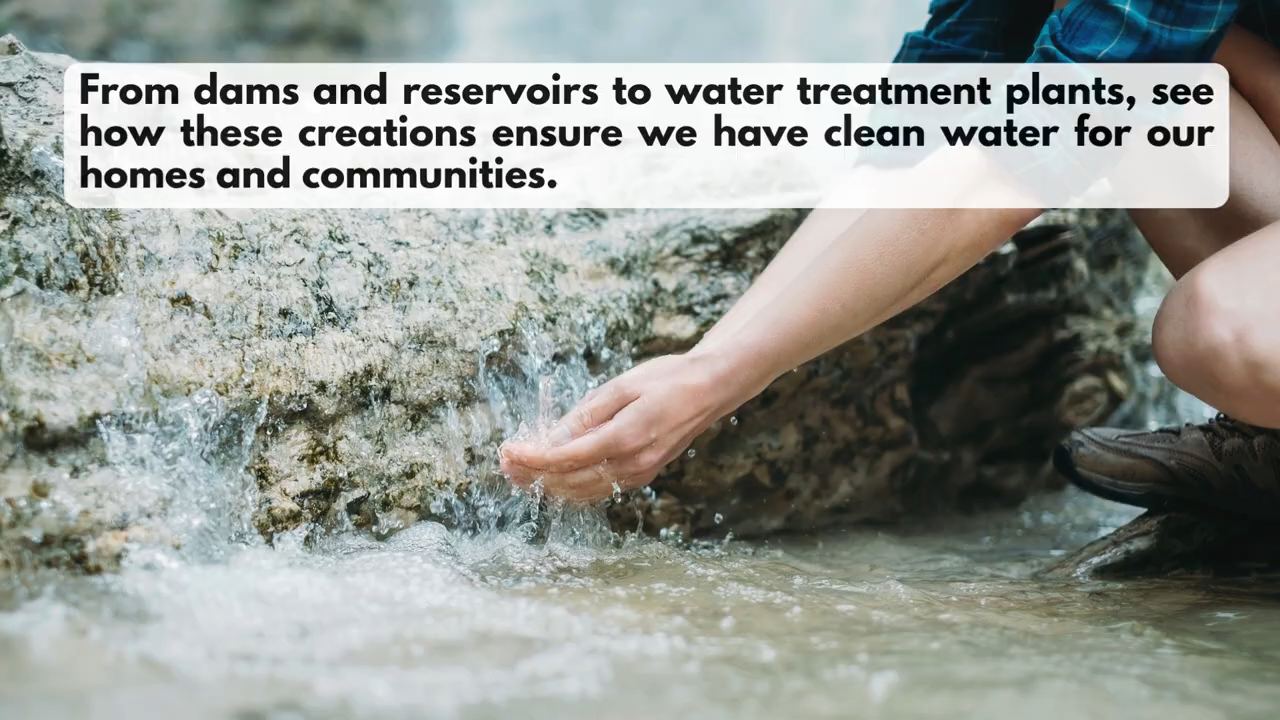 From dams and reservoirs to water treatment plants, see
how these creations ensure we have clean water for our
homes and communities.